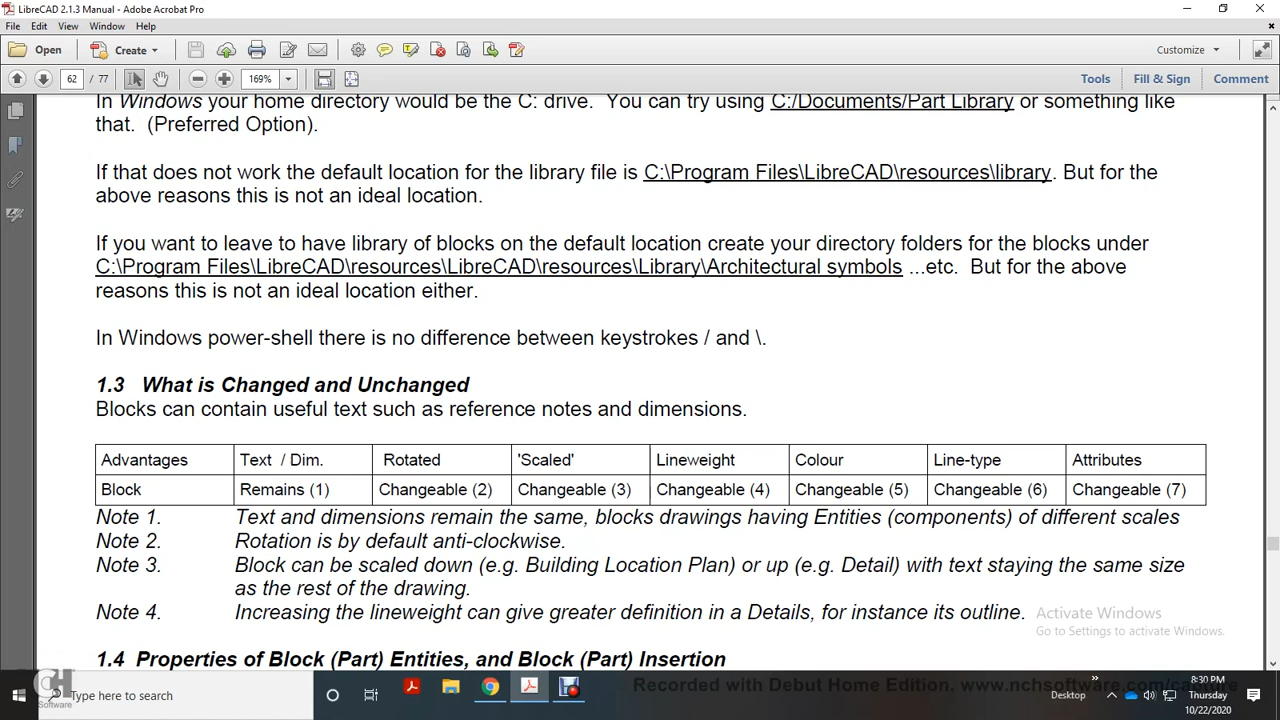 LibreCAD 2.1.3 Manual - Adobe Acrobat Pro
File Edit View Window Help
Open Create Customize
62 / 77 169% Tools Fill & Sign Comment
In Windows your home directory would be the C: drive. You can try using C:/Documents/Part Library or something like
that. (Preferred Option).
If that does not work the default location for the library file is C:\Program Files\LibreCAD\resources\library. But for the
above reasons this is not an ideal location.
If you want to leave to have library of blocks on the default location create your directory folders for the blocks under
C:\Program Files\LibreCAD\resources\LibreCAD\resources\Library\Architectural symbols ...etc. But for the above
reasons this is not an ideal location either.
In Windows power-shell there is no difference between keystrokes / and \.
1.3 What is Changed and Unchanged
Blocks can contain useful text such as reference notes and dimensions.
Advantages Text / Dim. Rotated 'Scaled' Lineweight Colour Line-type Attributes
Block Remains (1) Changeable (2) Changeable (3) Changeable (4) Changeable (5) Changeable (6) Changeable (7)
Note 1. Text and dimensions remain the same, blocks drawings having Entities (components) of different scales
Note 2. Rotation is by default anti-clockwise.
Note 3. Block can be scaled down (e.g. Building Location Plan) or up (e.g. Detail) with text staying the same size
as the rest of the drawing.
Note 4. Increasing the lineweight can give greater definition in a Details, for instance its outline.
Activate Windows
Go to Settings to activate Windows.
1.4 Properties of Block (Part) Entities, and Block (Part) Insertion
CH Software
Type here to search
Recorded with Debut Home Edition. www.nchsoftware.com/capture
Desktop
8:30 PM
Thursday
10/22/2020